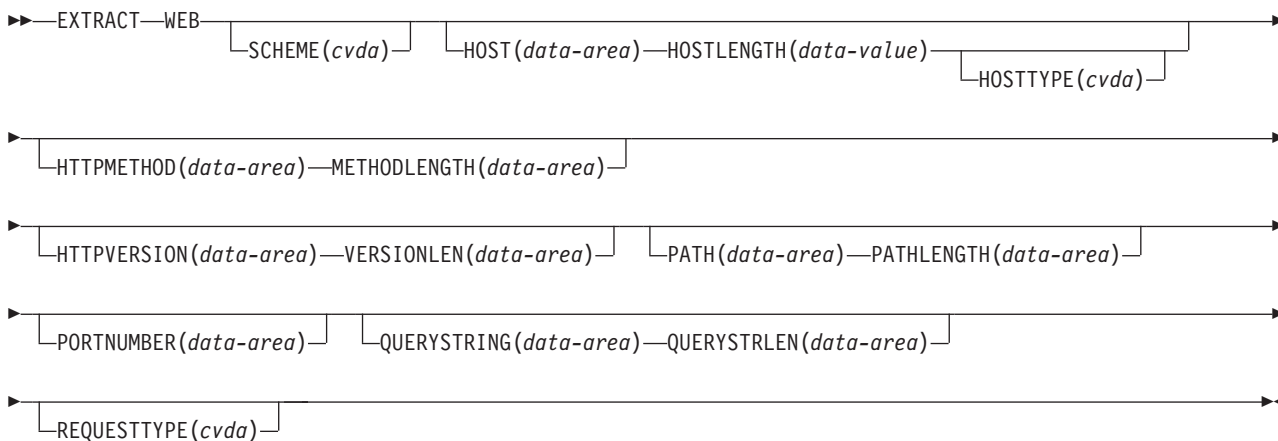 EXTRACT WEB
SCHEME(cvda) HOST(data-area) HOSTLENGTH(data-value)
HOSTTYPE(cvda)
HTTPMETHOD(data-area) METHODLENGTH(data-area)
HTTPVERSION(data-area) VERSIONLEN(data-area) PATH(data-area) PATHLENGTH(data-area)
PORTNUMBER(data-area) QUERYSTRING(data-area) QUERYSTRLEN(data-area)
REQUESTTYPE(cvda)